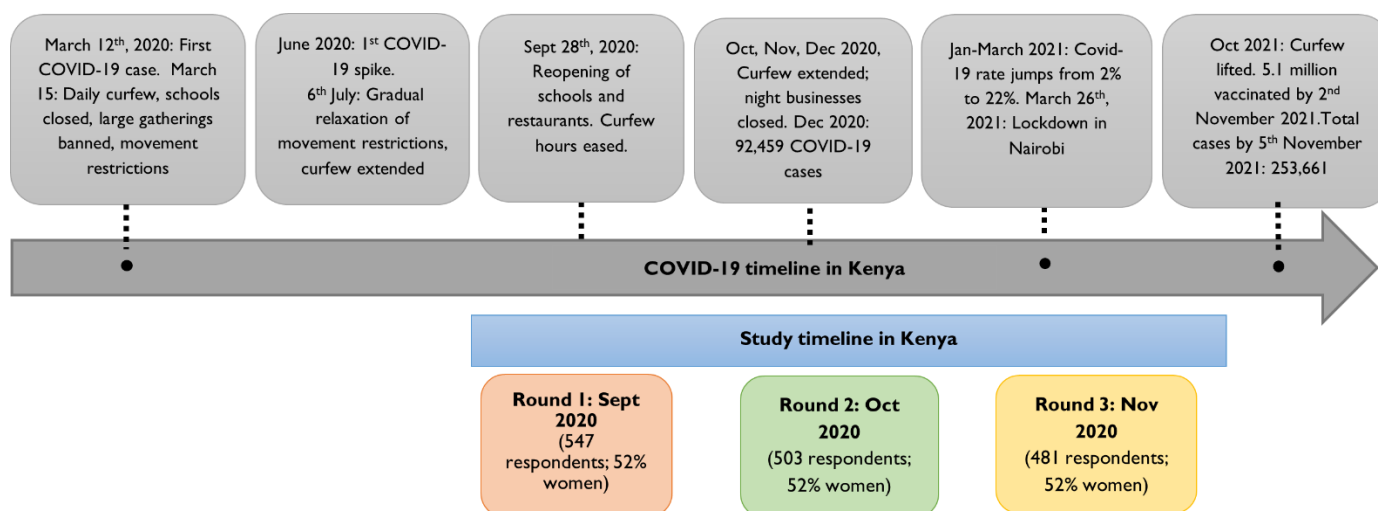 March 12th, 2020: First
COVID-19 case.  March
15: Daily curfew, schools
closed, large gatherings
banned, movement
restrictions
June 2020: 1st COVID-
19 spike.
6th July: Gradual
relaxation of
movement restrictions,
curfew extended
Sept 28th, 2020:
Reopening of
schools and
restaurants. Curfew
hours eased.
Oct, Nov, Dec 2020,
Curfew extended;
night businesses
closed. Dec 2020:
92,459 COVID-19
cases
Jan-March 2021: Covid-
19 rate jumps from 2%
to 22%. March 26th,
2021: Lockdown in
Nairobi
Oct 2021: Curfew
lifted. 5.1 million
vaccinated by 2nd
November 2021.Total
cases by 5th November
2021: 253,661
COVID-19 timeline in Kenya
Study timeline in Kenya
Round 1: Sept
2020
(547
respondents; 52%
women)
Round 2: Oct
2020
(503 respondents;
52% women)
Round 3: Nov
2020
(481 respondents;
52% women)